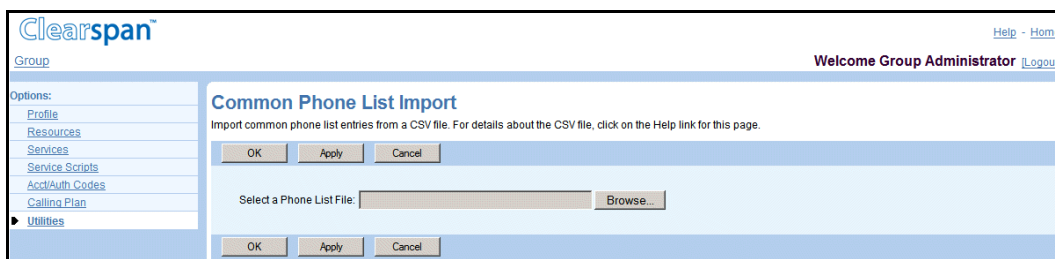 Clearspan™
Help - Hom
Group
Welcome Group Administrator [Logou
Options:
Profile
Resources
Services
Service Scripts
Acct/Auth Codes
Calling Plan
Utilities
Common Phone List Import
Import common phone list entries from a CSV file. For details about the CSV file, click on the Help link for this page.
OK Apply Cancel
Select a Phone List File: Browse...
OK Apply Cancel